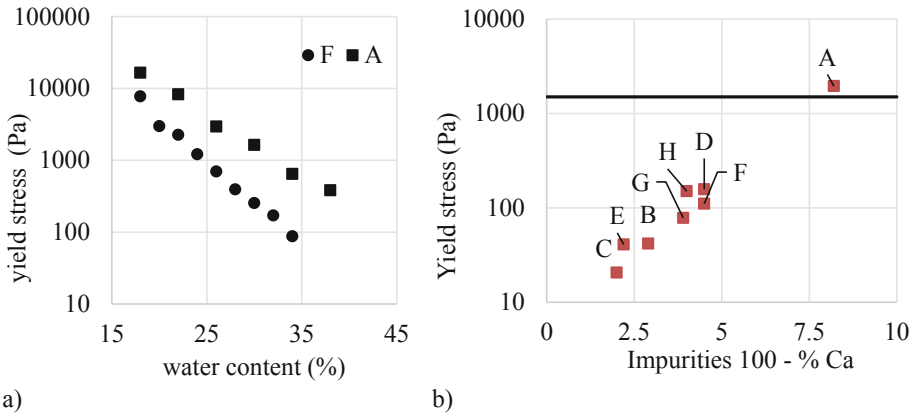 100000
10000
1000
100
10
15
25
35
45
yield stress (Pa)
water content (%)
F
A
a)
10000
1000
100
10
0
2.5
5
7.5
10
Yield stress (Pa)
Impurities 100 - % Ca
A
D
H
F
G
E
B
C
b)